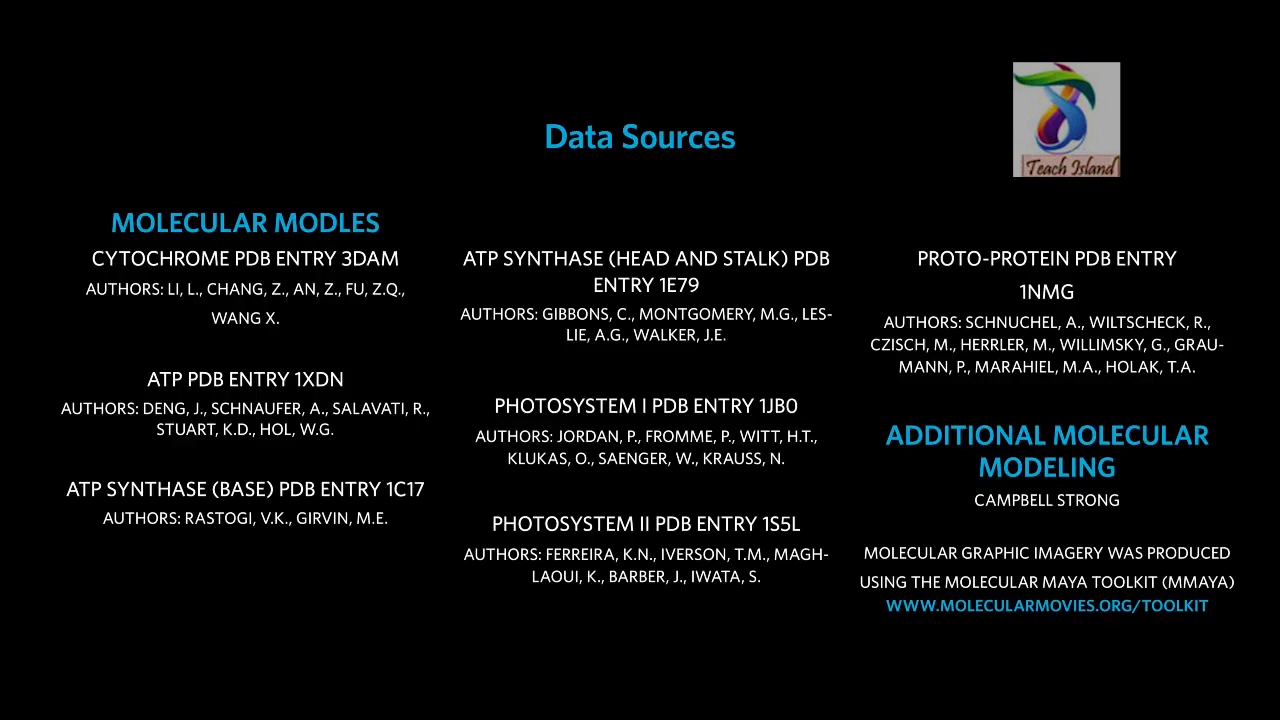 Teach Island
Data Sources
MOLECULAR MODLES
CYTOCHROME PDB ENTRY 3DAM
AUTHORS: LI, L., CHANG, Z., AN, Z., FU, Z.Q.,
WANG X.
ATP PDB ENTRY 1XDN
AUTHORS: DENG, J., SCHNAUFER, A., SALAVATI, R.,
STUART, K.D., HOL, W.G.
ATP SYNTHASE (BASE) PDB ENTRY 1C17
AUTHORS: RASTOGI, V.K., GIRVIN, M.E.
ATP SYNTHASE (HEAD AND STALK) PDB
ENTRY 1E79
AUTHORS: GIBBONS, C., MONTGOMERY, M.G., LES-
LIE, A.G., WALKER, J.E.
PHOTOSYSTEM I PDB ENTRY 1JB0
AUTHORS: JORDAN, P., FROMME, P., WITT, H.T.,
KLUKAS, O., SAENGER, W., KRAUSS, N.
PHOTOSYSTEM II PDB ENTRY 1S5L
AUTHORS: FERREIRA, K.N., IVERSON, T.M., MAGH-
LAOUI, K., BARBER, J., IWATA, S.
PROTO-PROTEIN PDB ENTRY
1NMG
AUTHORS: SCHNUCHEL, A., WILTSCHECK, R.,
CZISCH, M., HERRLER, M., WILLIMSKY, G., GRAU-
MANN, P., MARAHIEL, M.A., HOLAK, T.A.
ADDITIONAL MOLECULAR
MODELING
CAMPBELL STRONG
MOLECULAR GRAPHIC IMAGERY WAS PRODUCED
USING THE MOLECULAR MAYA TOOLKIT (MMAYA)
WWW.MOLECULARMOVIES.ORG/TOOLKIT